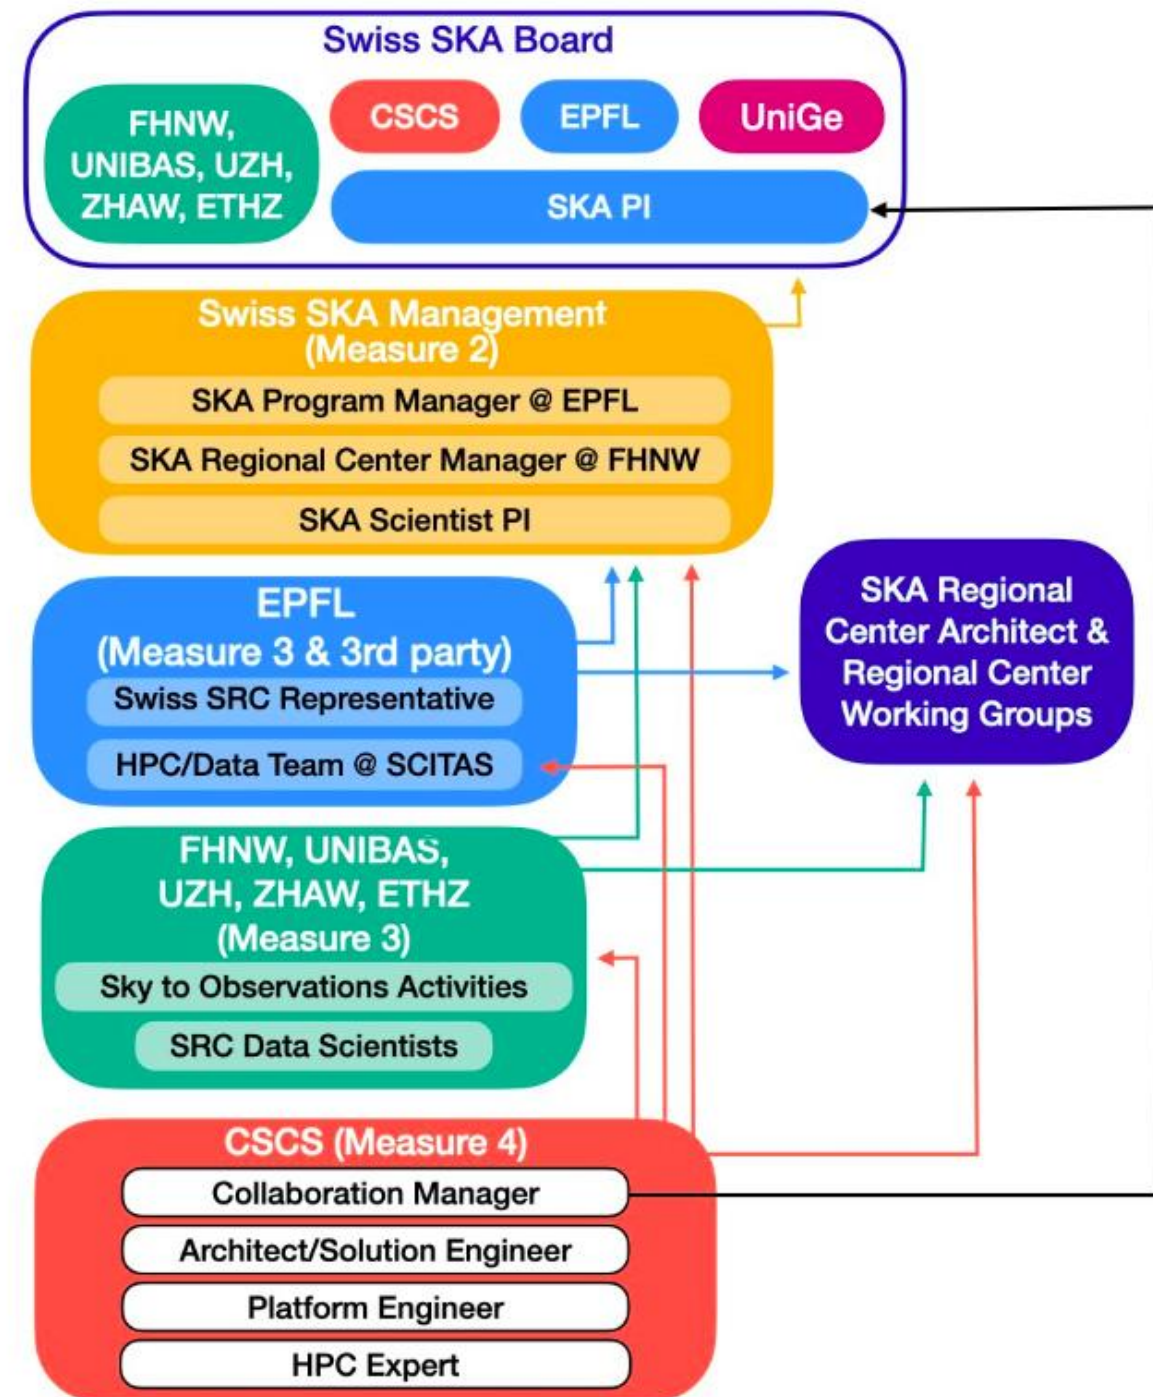 Swiss SKA Board
FHNW,
UNIBAS, UZH,
ZHAW, ETHZ
CSCS
EPFL
UniGe
SKA PI
Swiss SKA Management
(Measure 2)
SKA Program Manager @ EPFL
SKA Regional Center Manager @ FHNW
SKA Scientist PI
EPFL
(Measure 3 & 3rd party)
Swiss SRC Representative
HPC/Data Team @ SCITAS
SKA Regional
Center Architect &
Regional Center
Working Groups
FHNW, UNIBAS,
UZH, ZHAW, ETHZ
(Measure 3)
Sky to Observations Activities
SRC Data Scientists
CSCS (Measure 4)
Collaboration Manager
Architect/Solution Engineer
Platform Engineer
HPC Expert